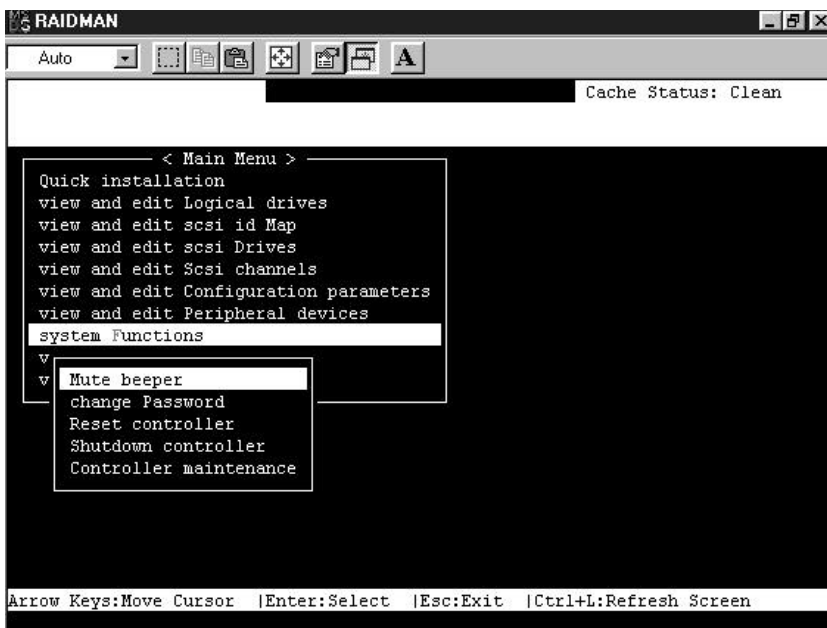 RAIDMAN
Auto
A
Cache Status: Clean
< Main Menu >
Quick installation
view and edit Logical drives
view and edit scsi id Map
view and edit scsi Drives
view and edit Scsi channels
view and edit Configuration parameters
view and edit Peripheral devices
system Functions
v
v
Mute beeper
change Password
Reset controller
Shutdown controller
Controller maintenance
Arrow Keys:Move Cursor |Enter:Select |Esc:Exit |Ctrl+L:Refresh Screen